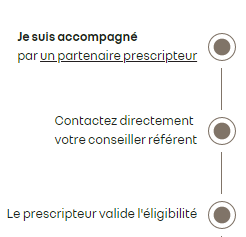 Je suis accompagné
par un partenaire prescripteur
Contactez directement
votre conseiller référent
Le prescripteur valide l'éligibilité